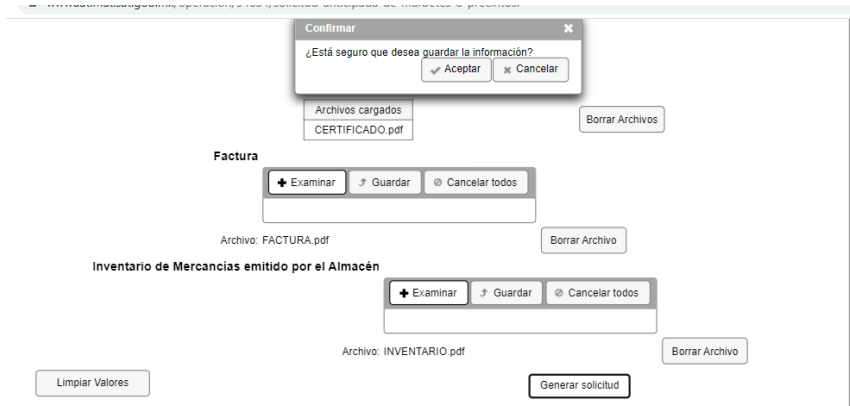 Confirmar
¿Está seguro que desea guardar la información?
Aceptar
Cancelar
Archivos cargados
CERTIFICADO.pdf
Borrar Archivos
Factura
Examinar
Guardar
Cancelar todos
Archivo: FACTURA.pdf
Borrar Archivo
Inventario de Mercancías emitido por el Almacén
Examinar
Guardar
Cancelar todos
Archivo: INVENTARIO.pdf
Borrar Archivo
Limpiar Valores
Generar solicitud